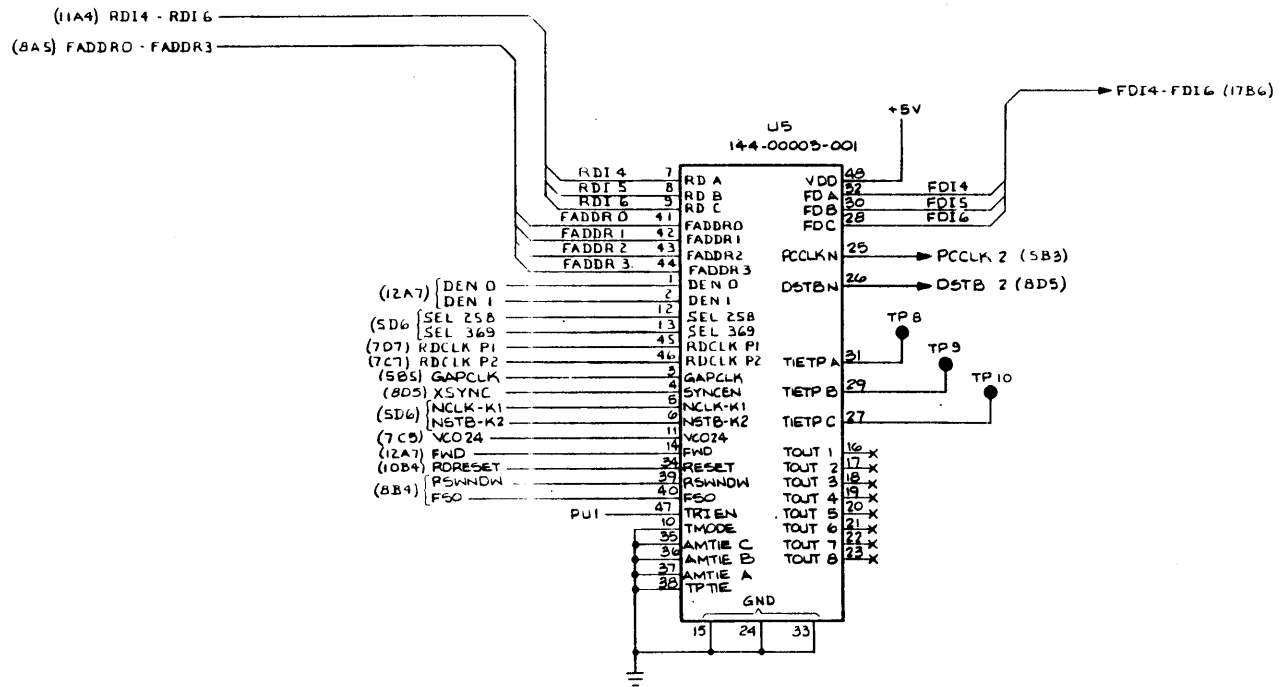 (11A4) RDI4 - RDI6
(8A5) FADDR0 - FADDR3
FDI4-FDI6 (17B6)
+5V
U5
144-00003-001
RDI 4 7 RD A
RDI 5 8 RD B
RDI 6 9 RD C
FADDR 0 41 FADDR0
FADDR 1 42 FADDR1
FADDR 2 43 FADDR2
FADDR 3. 44 FADDR3
(12A7) DEN 0 1 DEN 0
DEN 1 2 DEN 1
(5D6 SEL 258 12 SEL 258
SEL 369 13 SEL 369
(7D7) RDCLK P1 45 RDCLK P1
(7C7) RDCLK P2 46 RDCLK P2
(5B5) GAPCLK 3 GAPCLK
(8D5) XSYNC 4 SYNCEN
(5D6) NCLK-K1 5 NCLK-K1
NSTB-K2 6 NSTB-K2
(7C5) VCO24 11 VCO24
(12A7) FWD 14 FWD
(10B4) RDRESET 34 RESET
(8B4) RSWNDW 39 RSWNDW
FSO 40 FSO
PU1 47 TRIEN
10 TMODE
35 AMTIE C
36 AMTIE B
37 AMTIE A
38 TPTIE
VDD 48
FD A 32 FDI4
FD B 30 FDI5
FD C 28 FDI6
PCCLKN 25 PCCLK 2 (5B3)
DSTBN 26 DSTB 2 (8D5)
TP8
TIETP A 31
TP9
TIETP B 29
TP10
TIETP C 27
TOUT 1 16
TOUT 2 17
TOUT 3 18
TOUT 4 19
TOUT 5 20
TOUT 6 21
TOUT 7 22
TOUT 8 23
GND
15 24 33